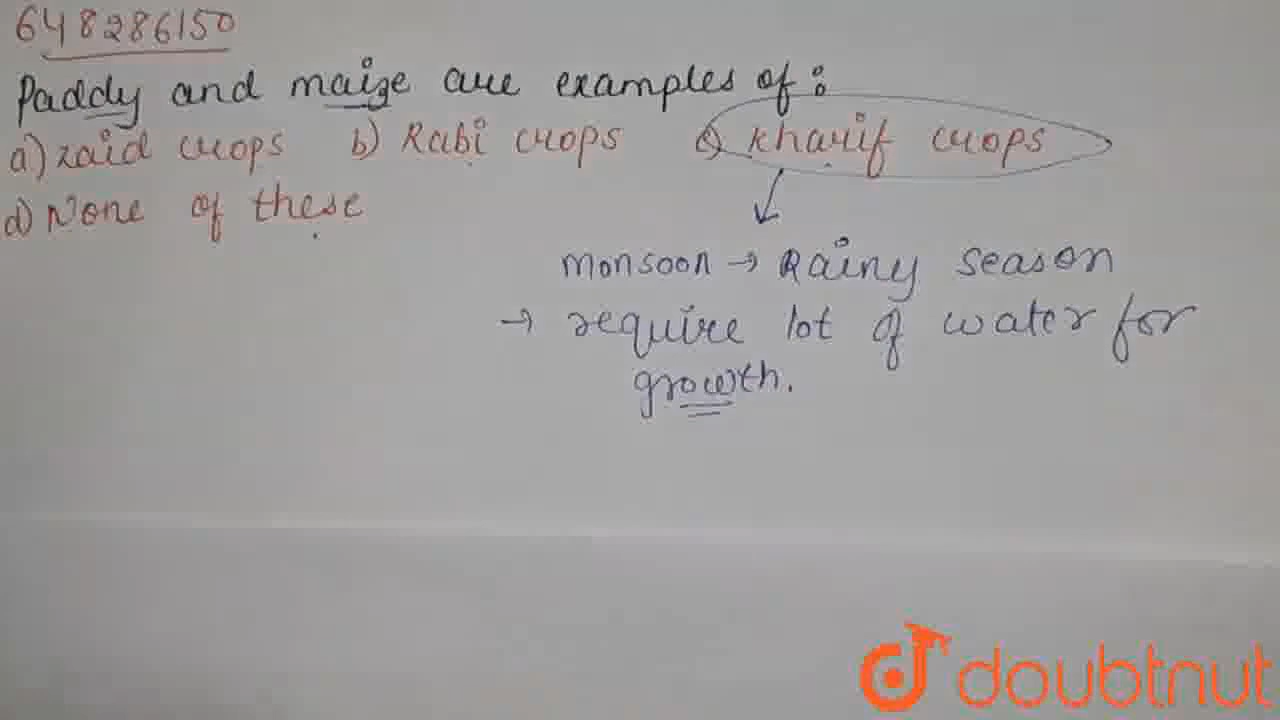 648286150
Paddy and maize are examples of :
a) zaid crops b) Rabi crops c) kharif crops
d) None of these
monsoon → Rainy season
→ require lot of water for
growth.
doubtnut